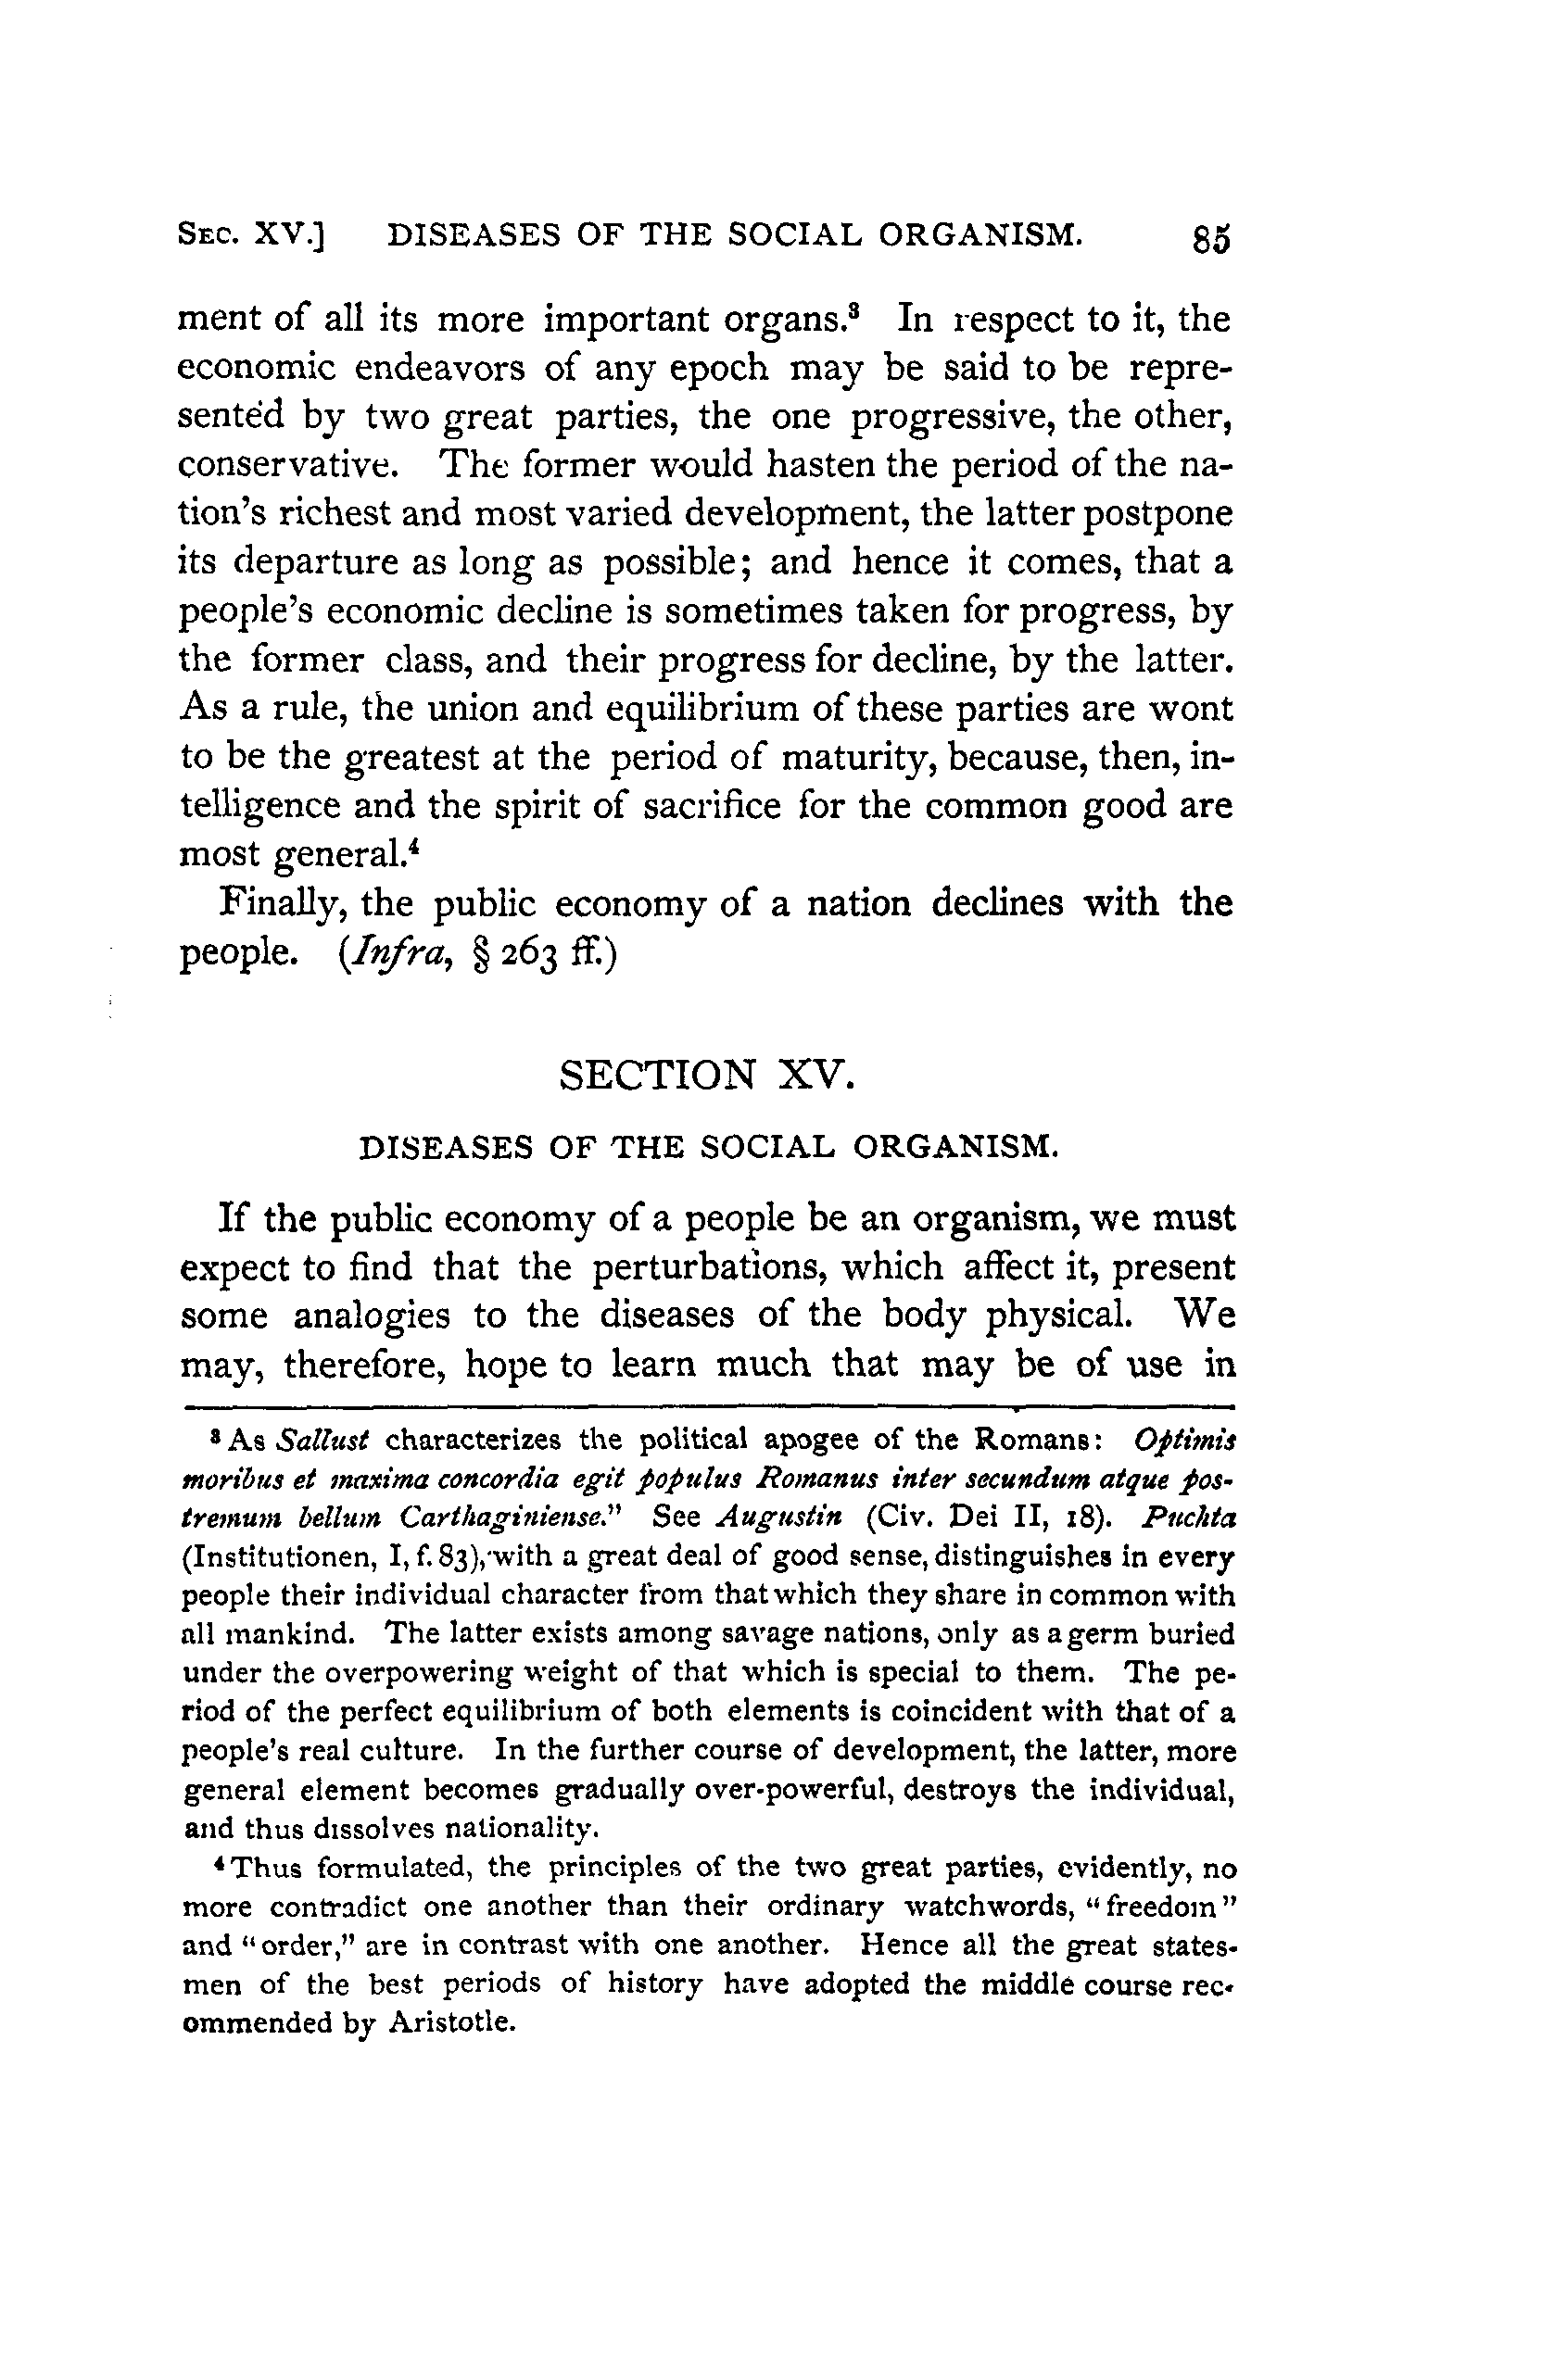 SEC. XV.] DISEASES OF THE SOCIAL ORGANISM. 85
ment of all its more important organs.³ In respect to it, the
economic endeavors of any epoch may be said to be repre-
sented by two great parties, the one progressive, the other,
conservative. The former would hasten the period of the na-
tion's richest and most varied development, the latter postpone
its departure as long as possible; and hence it comes, that a
people's economic decline is sometimes taken for progress, by
the former class, and their progress for decline, by the latter.
As a rule, the union and equilibrium of these parties are wont
to be the greatest at the period of maturity, because, then, in-
telligence and the spirit of sacrifice for the common good are
most general.⁴
Finally, the public economy of a nation declines with the
people. (Infra, § 263 ff.)
SECTION XV.
DISEASES OF THE SOCIAL ORGANISM.
If the public economy of a people be an organism, we must
expect to find that the perturbations, which affect it, present
some analogies to the diseases of the body physical. We
may, therefore, hope to learn much that may be of use in
³ As Sallust characterizes the political apogee of the Romans: Optimis
moribus et maxima concordia egit populus Romanus inter secundum atque pos-
tremum bellum Carthaginiense." See Augustin (Civ. Dei II, 18). Puchta
(Institutionen, I, f. 83), with a great deal of good sense, distinguishes in every
people their individual character from that which they share in common with
all mankind. The latter exists among savage nations, only as a germ buried
under the overpowering weight of that which is special to them. The pe-
riod of the perfect equilibrium of both elements is coincident with that of a
people's real culture. In the further course of development, the latter, more
general element becomes gradually over-powerful, destroys the individual,
and thus dissolves nationality.
⁴ Thus formulated, the principles of the two great parties, evidently, no
more contradict one another than their ordinary watchwords, "freedom"
and "order," are in contrast with one another. Hence all the great states-
men of the best periods of history have adopted the middle course rec-
ommended by Aristotle.